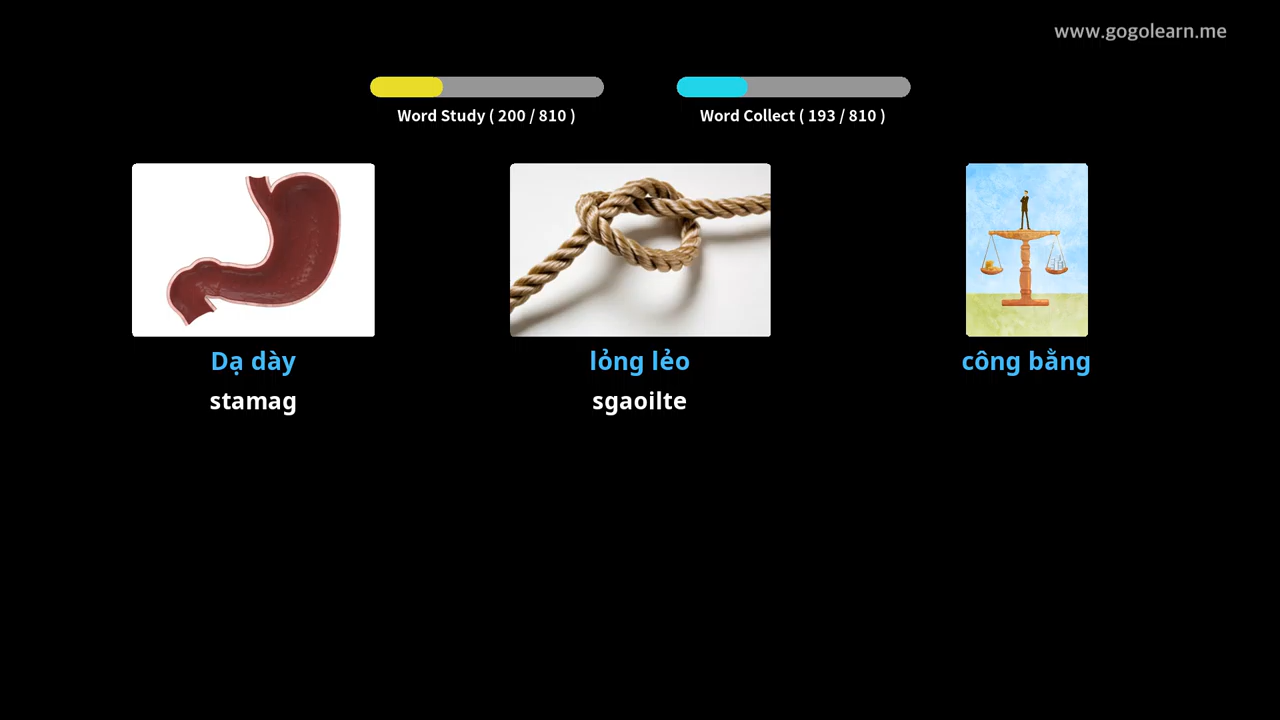 www.gogolearn.me
Word Study ( 200 / 810 )
Word Collect ( 193 / 810 )
Dạ dày
lỏng lẻo
công bằng
stamag
sgaoilte